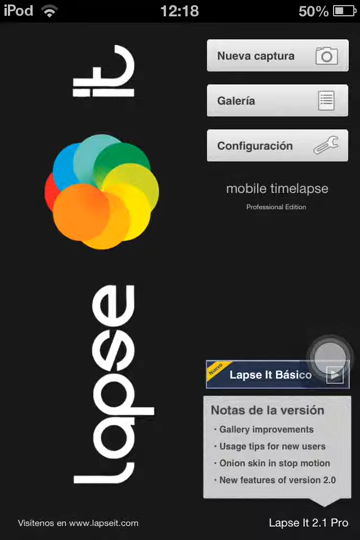 iPod
12:18
50%
lapse it
Nueva captura
Galería
Configuración
mobile timelapse
Professional Edition
Nuevo
Lapse It Básico
Notas de la versión
· Gallery improvements
· Usage tips for new users
· Onion skin in stop motion
· New features of version 2.0
Visítenos en www.lapseit.com
Lapse It 2.1 Pro